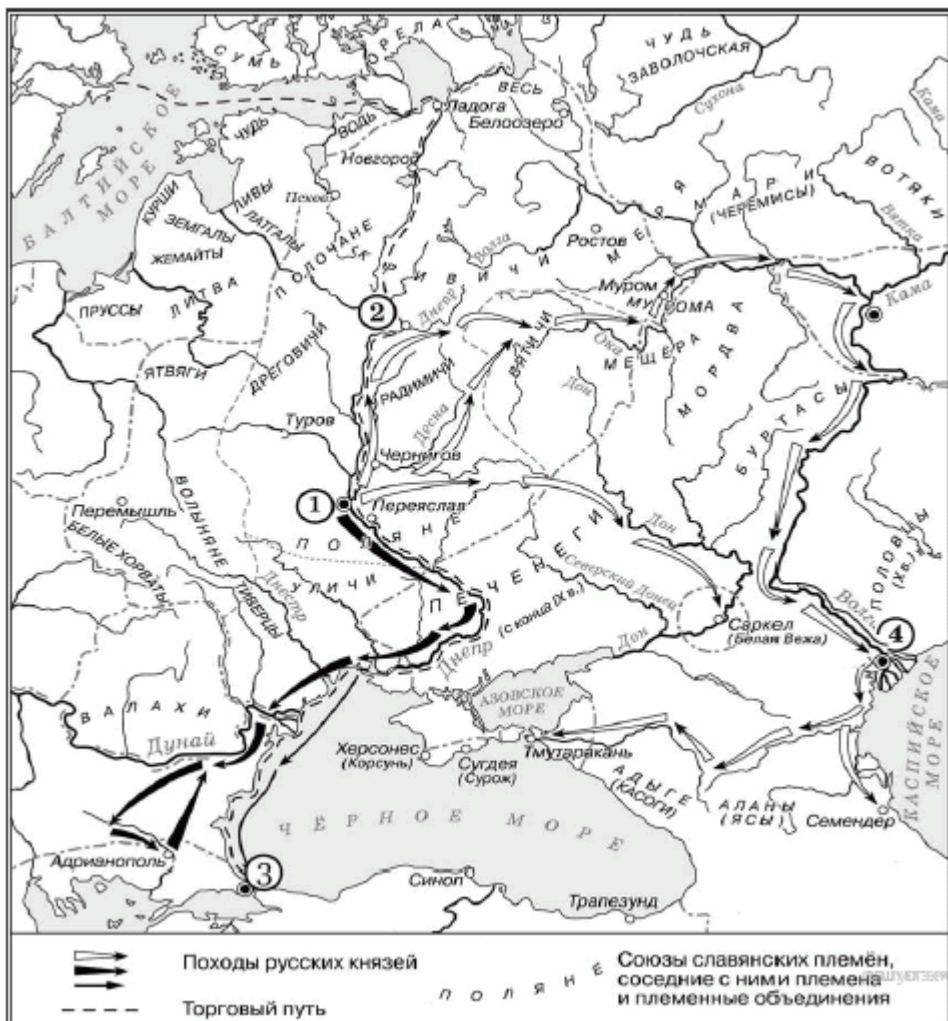 СУМЬ
КОРЕЛА
ЧУДЬ
ЗАВОЛОЧСКАЯ
ВЕСЬ
Ладога
Белоозеро
Сухона
Кама
БАЛТИЙСКОЕ
МОРЕ
ЧУДЬ
ВОДЬ
Новгород
Псков
ВОТЯКИ
Вятка
МАРИ
(ЧЕРЕМИСЫ)
КУРШИ
ЗЕМГАЛЫ
ЖЕМАЙТЫ
ЛИВЫ
ЛАТГАЛЫ
ПОЛОЧАНЕ
КРИВИЧИ
Волга
Ростов
МЕРЯ
ПРУССЫ
ЛИТВА
2
Днепр
Муром
МУРОМА
Кама
ЯТВЯГИ
ДРЕГОВИЧИ
РАДИМИЧИ
ВЯТИЧИ
Ока
МЕЩЕРА
МОРДВА
Десна
Дон
БУРТАСЫ
Туров
Чернигов
1
Переяслав
ПОЛЯНЕ
Перемышль
ВОЛЫНЯНЕ
БЕЛЫЕ ХОРВАТЫ
Днестр
ТИВЕРЦЫ
УЛИЧИ
ПЕЧЕНЕГИ
(с конца IX в.)
Северский Донец
Дон
ПОЛОВЦЫ
(X в.)
Волга
Саркел
(Белая Вежа)
4
Днепр
Дон
АЗОВСКОЕ
МОРЕ
ВАЛАХИ
Дунай
Херсонес
(Корсунь)
Сугдея
(Сурож)
Тмутаракань
АДЫГЕ
(КАСОГИ)
АЛАНЫ
(ЯСЫ)
Семендер
КАСПИЙСКОЕ
МОРЕ
ЧЁРНОЕ МОРЕ
Адрианополь
3
Синоп
Трапезунд
Походы русских князей
Торговый путь
ПОЛЯНЕ
Союзы славянских племён,
соседние с ними племена
и племенные объединения